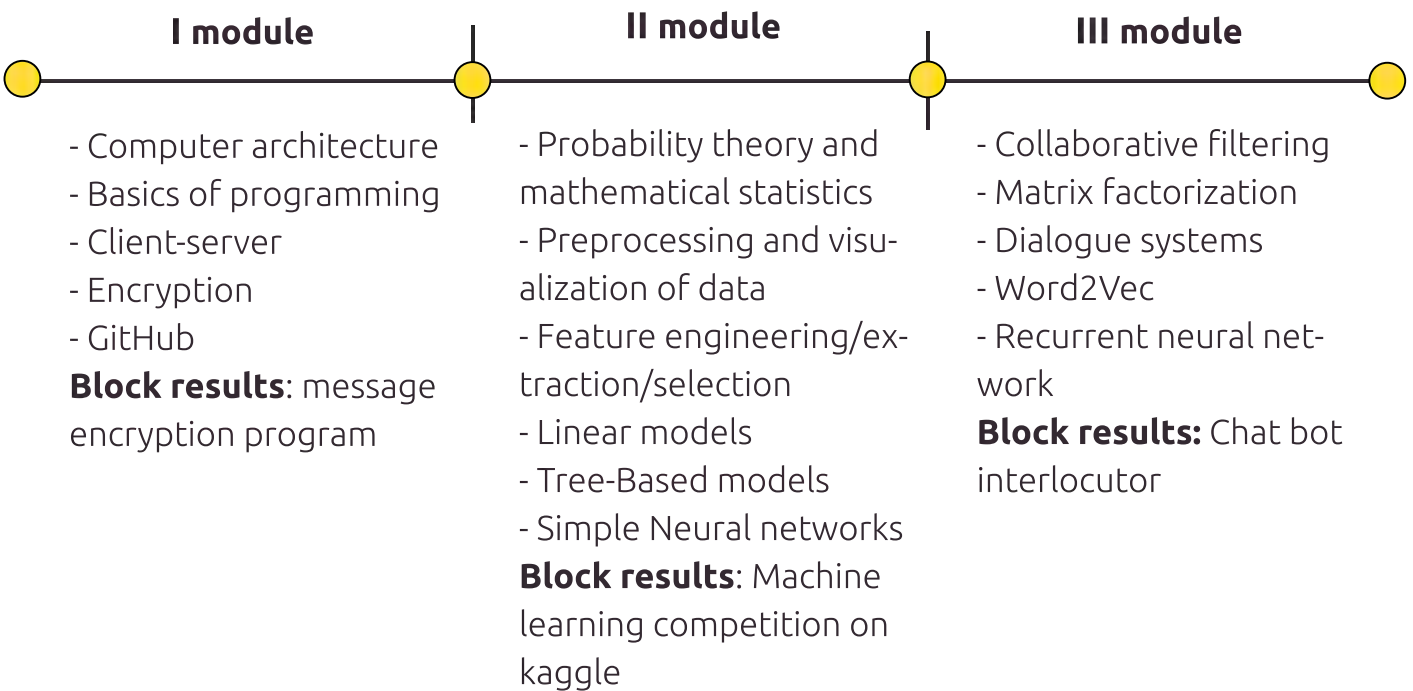 I module
- Computer architecture
- Basics of programming
- Client-server
- Encryption
- GitHub
Block results: message
encryption program
II module
- Probability theory and
mathematical statistics
- Preprocessing and visu-
alization of data
- Feature engineering/ex-
traction/selection
- Linear models
- Tree-Based models
- Simple Neural networks
Block results: Machine
learning competition on
kaggle
III module
- Collaborative filtering
- Matrix factorization
- Dialogue systems
- Word2Vec
- Recurrent neural net-
work
Block results: Chat bot
interlocutor